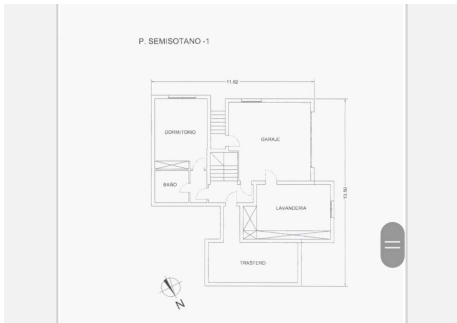 P. SEMISOTANO -1
11.62
DORMITORIO
GARAJE
BAÑO
LAVANDERIA
13.50
TRASTERO
N